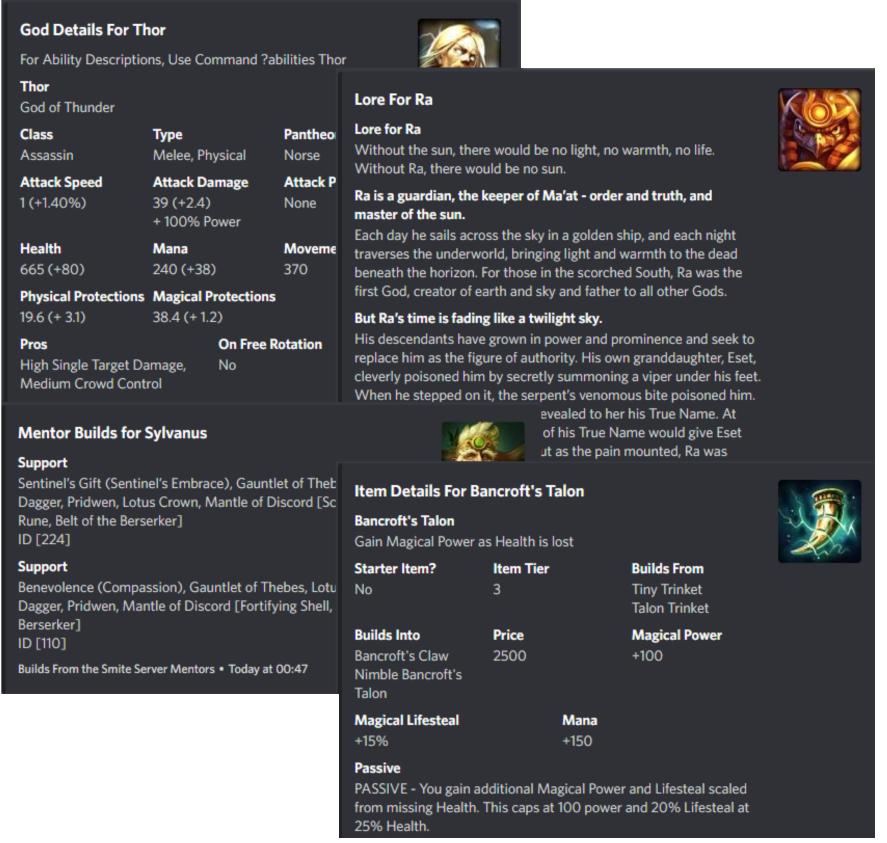 God Details For Thor
For Ability Descriptions, Use Command ?abilities Thor
Thor
God of Thunder
Class Type
Assassin Melee, Physical Norse
Attack Speed Attack Damage Attack P
1 (+1.40%) 39 (+2.4) None
+ 100% Power
Health Mana
665 (+80) 240 (+38) 370
Physical Protections Magical Protections
19.6 (+ 3.1) 38.4 (+ 1.2)
Pros On Free Rotation
High Single Target Damage, No
Medium Crowd Control
Lore For Ra
Lore for Ra
Without the sun, there would be no light, no warmth, no life.
Without Ra, there would be no sun.
Ra is a guardian, the keeper of Ma'at - order and truth, and
master of the sun.
Each day he sails across the sky in a golden ship, and each night
traverses the underworld, bringing light and warmth to the dead
beneath the horizon. For those in the scorched South, Ra was the
first God, creator of earth and sky and father to all other Gods.
But Ra's time is fading like a twilight sky.
His descendants have grown in power and prominence and seek to
replace him as the figure of authority. His own granddaughter, Eset,
cleverly poisoned him by secretly summoning a viper under his feet.
When he stepped on it, the serpent's venomous bite poisoned him.
evealed to her his True Name. At
of his True Name would give Eset
ut as the pain mounted, Ra was
Mentor Builds for Sylvanus
Support
Sentinel's Gift (Sentinel's Embrace), Gauntlet of Theb
Dagger, Pridwen, Lotus Crown, Mantle of Discord [Sc
Rune, Belt of the Berserker]
ID [224]
Support
Benevolence (Compassion), Gauntlet of Thebes, Lotu
Dagger, Pridwen, Mantle of Discord [Fortifying Shell,
Berserker]
ID [110]
Builds From the Smite Server Mentors • Today at 00:47
Item Details For Bancroft's Talon
Bancroft's Talon
Gain Magical Power as Health is lost
Starter Item? Item Tier Builds From
No 3 Tiny Trinket
Talon Trinket
Builds Into Price Magical Power
Bancroft's Claw 2500 +100
Nimble Bancroft's
Talon
Magical Lifesteal Mana
+15% +150
Passive
PASSIVE - You gain additional Magical Power and Lifesteal scaled
from missing Health. This caps at 100 power and 20% Lifesteal at
25% Health.